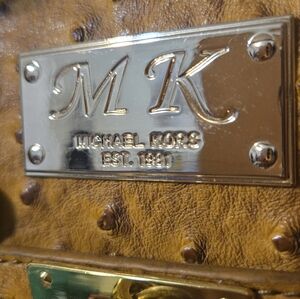 MK
MICHAEL KORS
EST. 1981